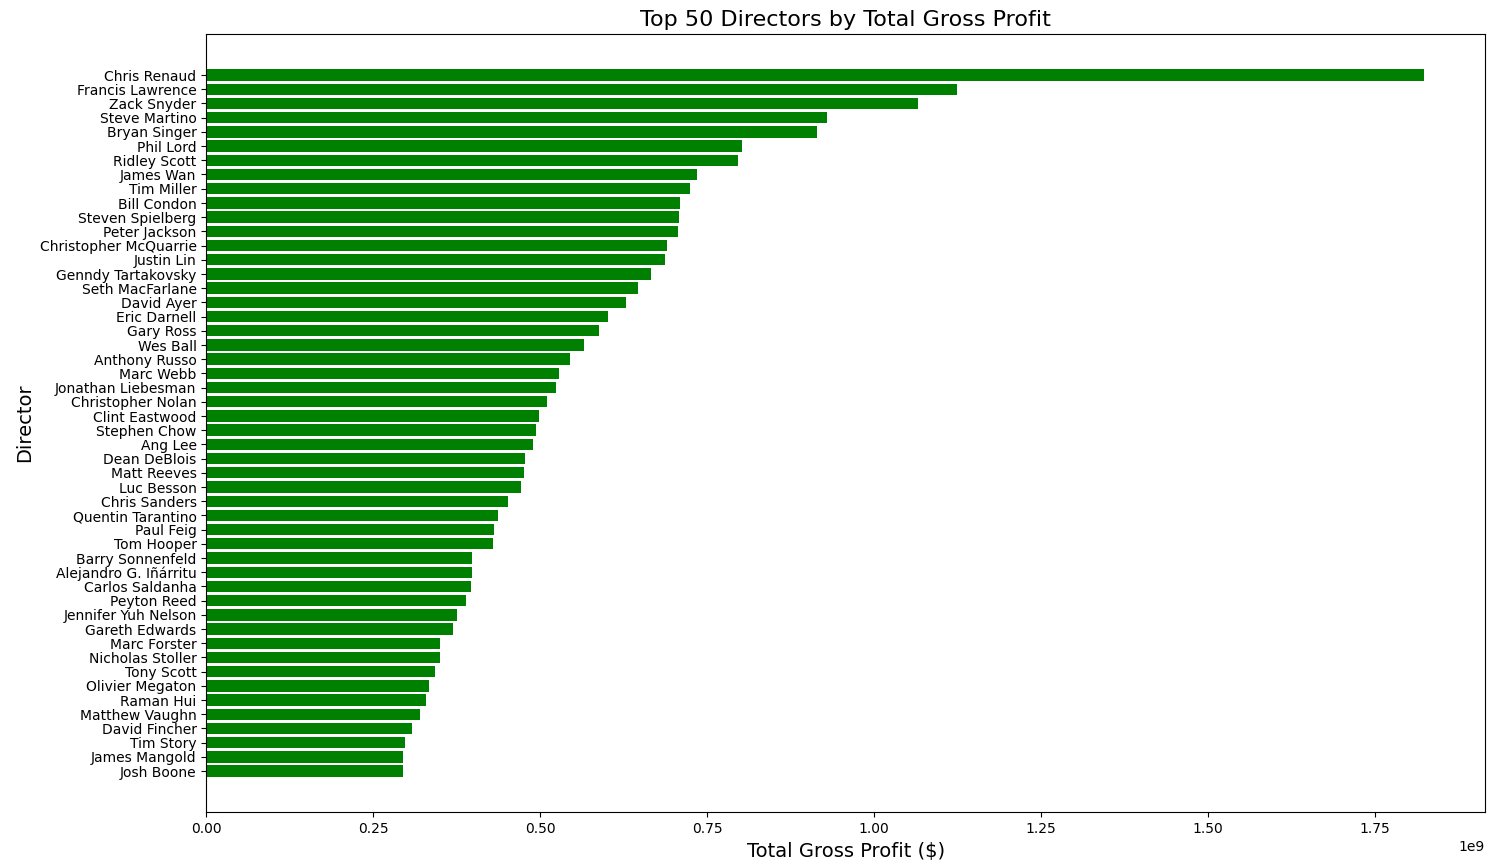 Top 50 Directors by Total Gross Profit
Chris Renaud
Francis Lawrence
Zack Snyder
Steve Martino
Bryan Singer
Phil Lord
Ridley Scott
James Wan
Tim Miller
Bill Condon
Steven Spielberg
Peter Jackson
Christopher McQuarrie
Justin Lin
Genndy Tartakovsky
Seth MacFarlane
David Ayer
Eric Darnell
Gary Ross
Wes Ball
Anthony Russo
Marc Webb
Jonathan Liebesman
Christopher Nolan
Clint Eastwood
Stephen Chow
Ang Lee
Dean DeBlois
Matt Reeves
Luc Besson
Chris Sanders
Quentin Tarantino
Paul Feig
Tom Hooper
Barry Sonnenfeld
Alejandro G. Iñárritu
Carlos Saldanha
Peyton Reed
Jennifer Yuh Nelson
Gareth Edwards
Marc Forster
Nicholas Stoller
Tony Scott
Olivier Megaton
Raman Hui
Matthew Vaughn
David Fincher
Tim Story
James Mangold
Josh Boone
Director
0.00 0.25 0.50 0.75 1.00 1.25 1.50 1.75
1e9
Total Gross Profit ($)